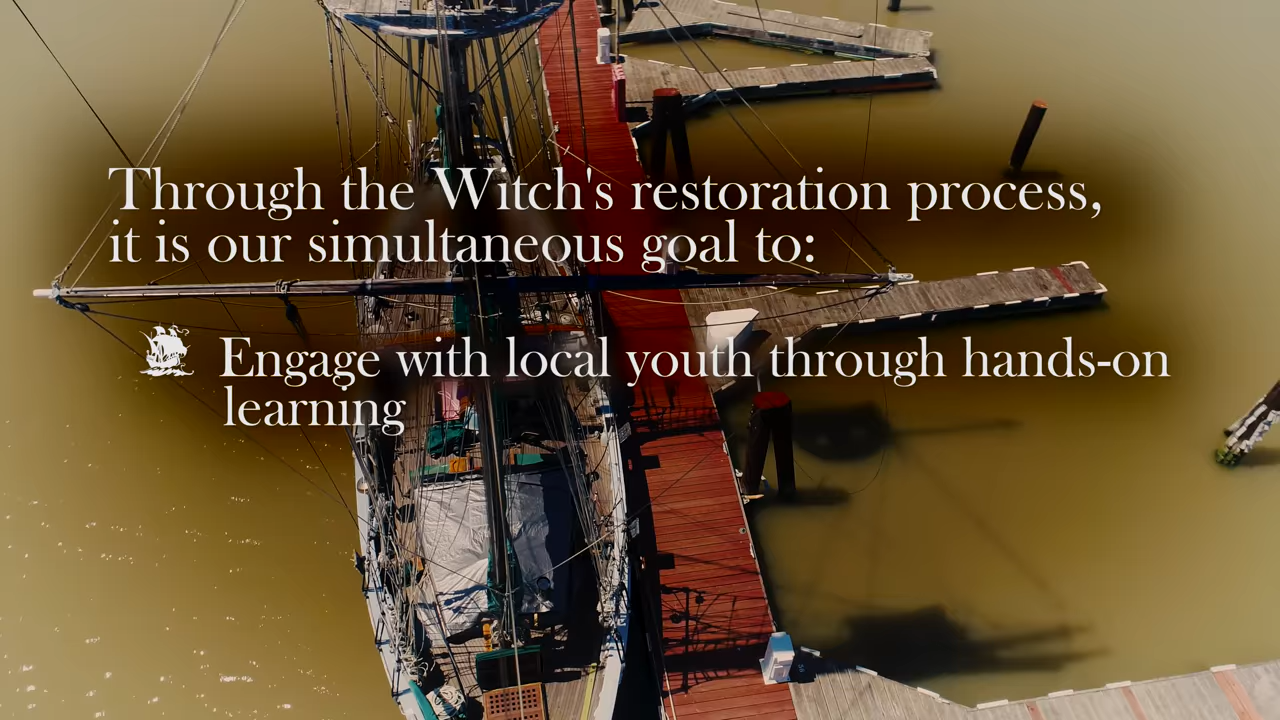 Through the Witch's restoration process,
it is our simultaneous goal to:
Engage with local youth through hands-on
learning